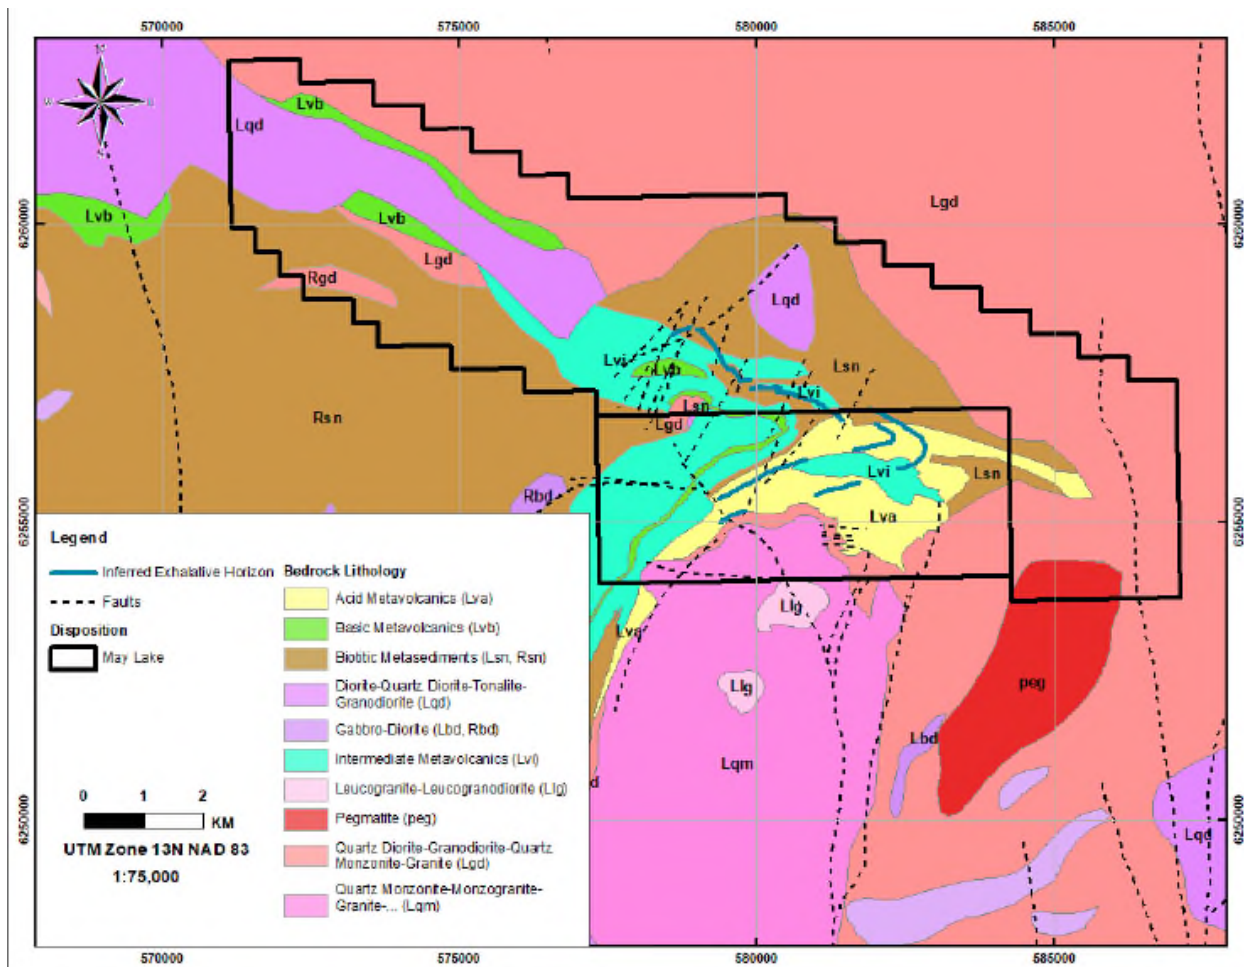 570000 575000 580000 585000
N
W E
S
Lvb
Lqd
6260000 6260000
Lvb
Lvb
Lgd
Lgd
Rgd
Lqd
Lvi
Lvb
Lsn
Lvi
Lsn
Lgd
Rsn
Lvi
Lsn
Rbd
Lva
6255000 6255000
Legend
Inferred Exhalative Horizon
Faults
Disposition
May Lake
Bedrock Lithology
Acid Metavolcanics (Lva)
Basic Metavolcanics (Lvb)
Biotitic Metasediments (Lsn, Rsn)
Diorite-Quartz Diorite-Tonalite-
Granodiorite (Lqd)
Gabbro-Diorite (Lbd, Rbd)
Intermediate Metavolcanics (Lvi)
Leucogranite-Leucogranodiorite (Llg)
Pegmatite (peg)
Quartz Diorite-Granodiorite-Quartz
Monzonite-Granite (Lgd)
Quartz Monzonite-Monzogranite-
Granite-... (Lqm)
0 1 2
KM
UTM Zone 13N NAD 83
1:75,000
Lva
Llg
Llg
peg
Lbd
Lqm
d
Lqd
6250000 6250000
570000 575000 580000 585000